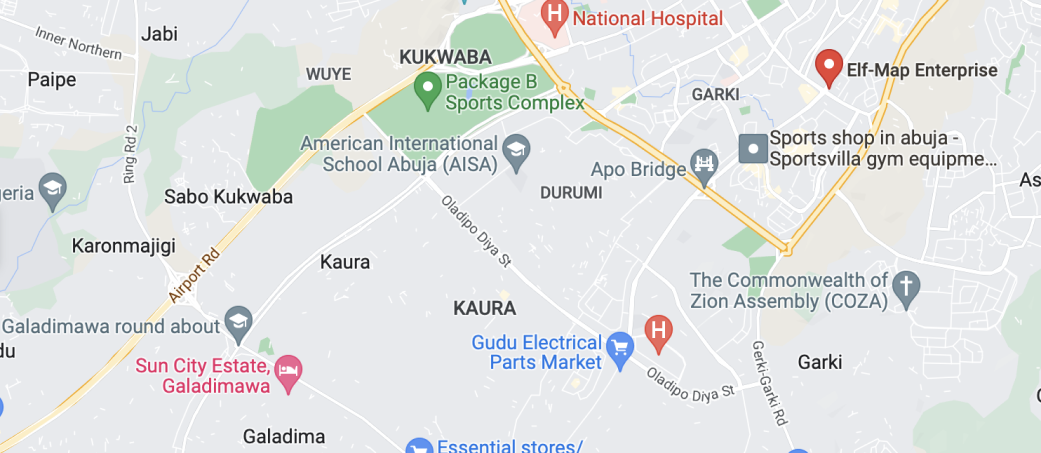 National Hospital
H
Jabi
Inner Northern
KUKWABA
Elf-Map Enterprise
Paipe
WUYE
Package B
Sports Complex
GARKI
American International
School Abuja (AISA)
Sports shop in abuja -
Sportsvilla gym equipme...
Ring Rd 2
Apo Bridge
As
geria
Sabo Kukwaba
DURUMI
Oladipo Diya St
Karonmajigi
Kaura
Airport Rd
The Commonwealth of
Zion Assembly (COZA)
KAURA
Galadimawa round about
du
Gudu Electrical
Parts Market
H
Sun City Estate,
Galadimawa
Oladipo Diya St
Gerki-Garki Rd
Garki
Galadima
Essential stores/